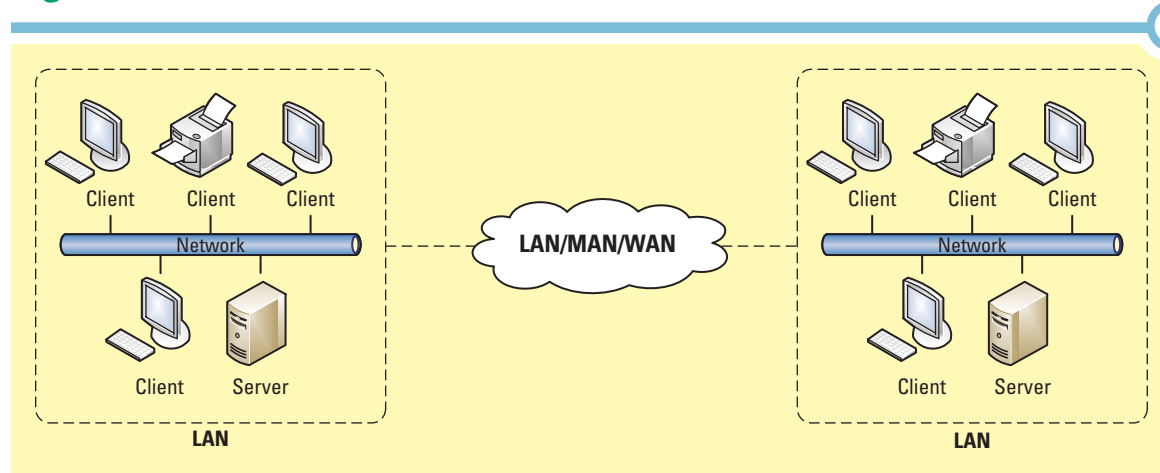 Client Client Client
Network
Client Server
LAN
LAN/MAN/WAN
Client Client Client
Network
Client Server
LAN